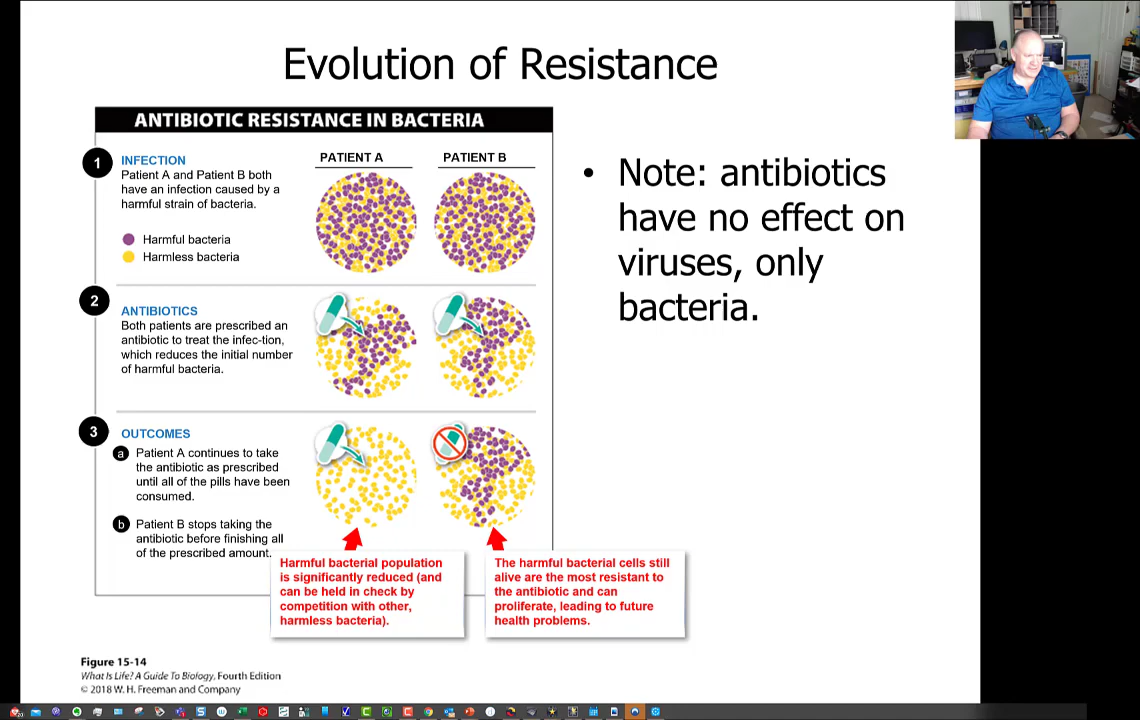 Evolution of Resistance
ANTIBIOTIC RESISTANCE IN BACTERIA
1
INFECTION
Patient A and Patient B both
have an infection caused by a
harmful strain of bacteria.
Harmful bacteria
Harmless bacteria
PATIENT A
PATIENT B
2
ANTIBIOTICS
Both patients are prescribed an
antibiotic to treat the infec-tion,
which reduces the initial number
of harmful bacteria.
3
OUTCOMES
a Patient A continues to take
the antibiotic as prescribed
until all of the pills have been
consumed.
b Patient B stops taking the
antibiotic before finishing all
of the prescribed amount.
Harmful bacterial population
is significantly reduced (and
can be held in check by
competition with other,
harmless bacteria).
The harmful bacterial cells still
alive are the most resistant to
the antibiotic and can
proliferate, leading to future
health problems.
• Note: antibiotics
have no effect on
viruses, only
bacteria.
Figure 15-14
What Is Life? A Guide To Biology, Fourth Edition
© 2018 W. H. Freeman and Company